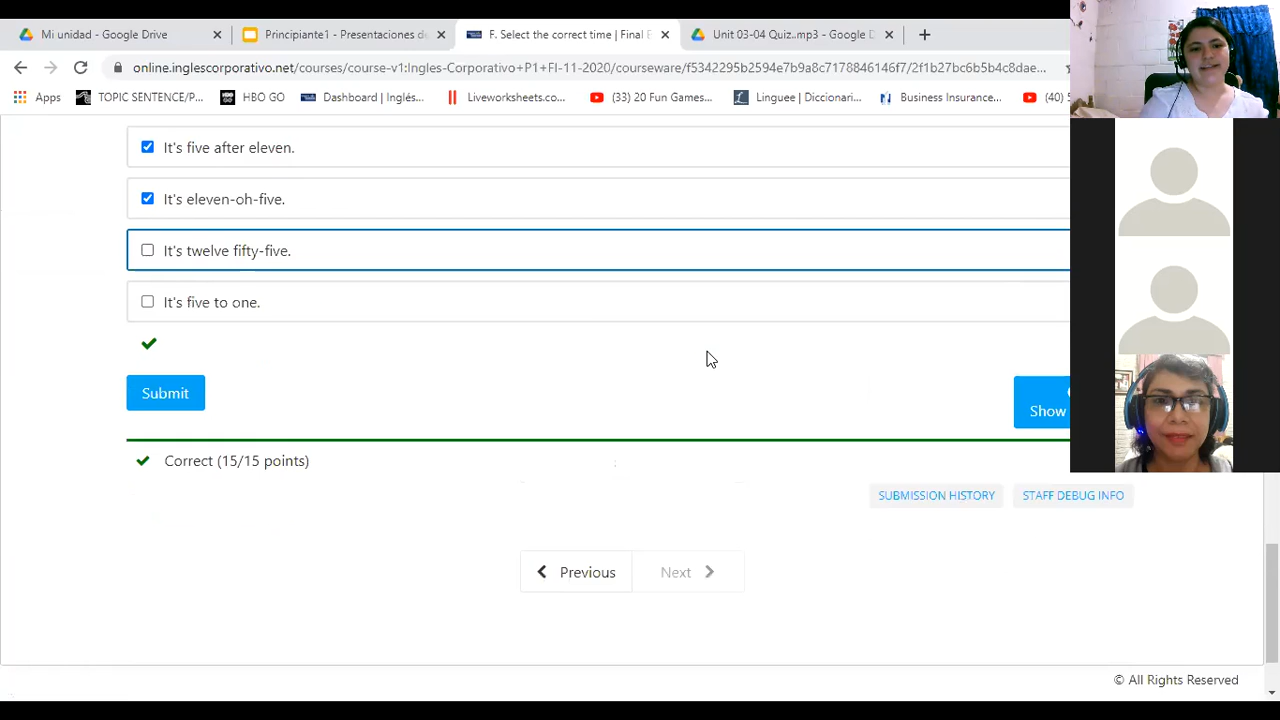 Mi unidad - Google Drive
Principiante1 - Presentaciones de
F. Select the correct time | Final E
Unit 03-04 Quiz..mp3 - Google D
online.inglescorporativo.net/courses/course-v1:Ingles-Corporativo+P1+FI-11-2020/courseware/f5342295b2594e7b9a8c7178846146f7/2f1b27bc6b5b4c8dae...
Apps
TOPIC SENTENCE/P...
HBO GO
Dashboard | Inglés...
Liveworksheets.co...
(33) 20 Fun Games...
Linguee | Diccionari...
Business Insurance...
(40) 5
It's five after eleven.
It's eleven-oh-five.
It's twelve fifty-five.
It's five to one.
Submit
Show
Correct (15/15 points)
SUBMISSION HISTORY
STAFF DEBUG INFO
Previous
Next
© All Rights Reserved